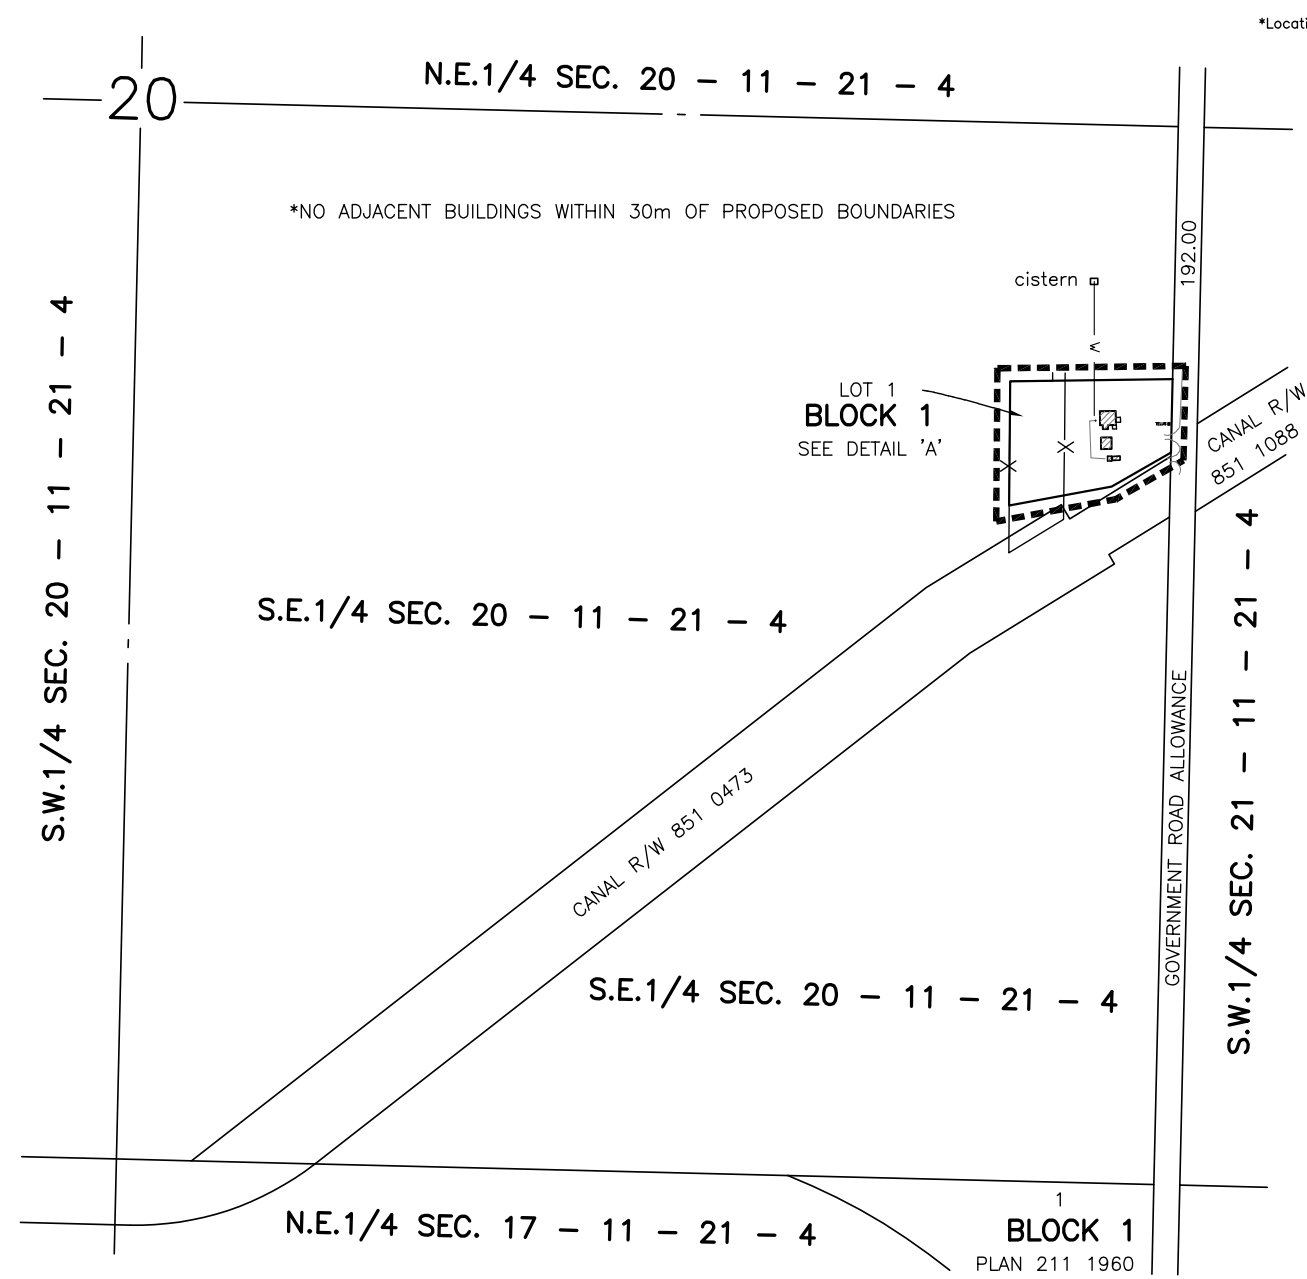 *Locati
N.E.1/4 SEC. 20 - 11 - 21 - 4
20
*NO ADJACENT BUILDINGS WITHIN 30m OF PROPOSED BOUNDARIES
192.00
cistern
W
LOT 1
BLOCK 1
SEE DETAIL 'A'
CANAL R/W
851 1088
S.W.1/4 SEC. 20 - 11 - 21 - 4
S.E.1/4 SEC. 20 - 11 - 21 - 4
CANAL R/W 851 0473
GOVERNMENT ROAD ALLOWANCE
S.W.1/4 SEC. 21 - 11 - 21 - 4
S.E.1/4 SEC. 20 - 11 - 21 - 4
N.E.1/4 SEC. 17 - 11 - 21 - 4
1
BLOCK 1
PLAN 211 1960